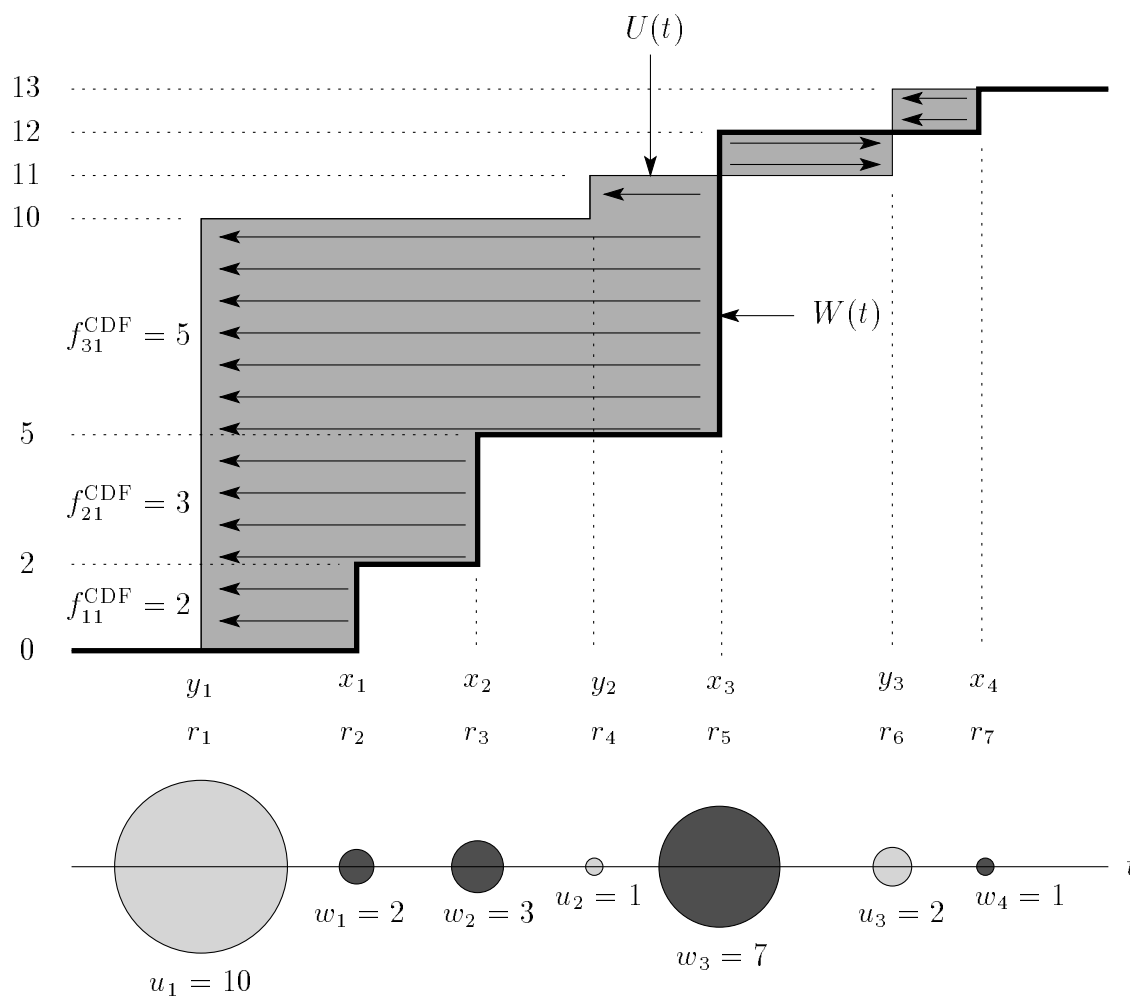 U(t)
13
12
11
10
f_{31}^{CDF} = 5
W(t)
5
f_{21}^{CDF} = 3
2
f_{11}^{CDF} = 2
0
y_1 x_1 x_2 y_2 x_3 y_3 x_4
r_1 r_2 r_3 r_4 r_5 r_6 r_7
t
w_1 = 2 w_2 = 3 u_2 = 1 u_3 = 2 w_4 = 1
u_1 = 10 w_3 = 7